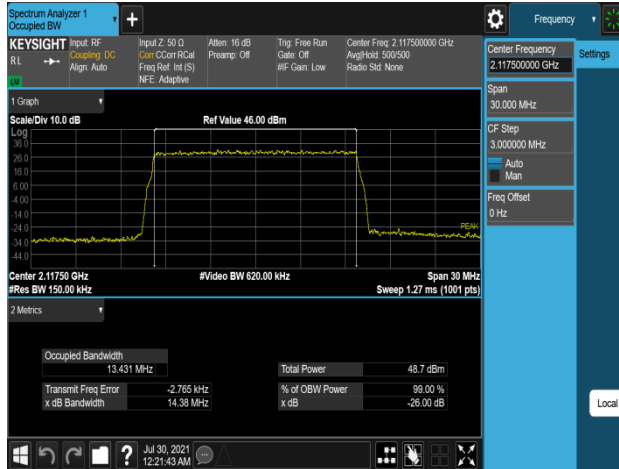 Spectrum Analyzer 1
Occupied BW
Frequency
KEYSIGHT
Input: RF
Input Z: 50 Ω
Atten: 16 dB
Trig: Free Run
Center Freq: 2.117500000 GHz
RL
Coupling: DC
Corr CCorr RCal
Preamp: Off
Gate: Off
Avg|Hold: 500/500
Align: Auto
Freq Ref: Int (S)
#IF Gain: Low
Radio Std: None
NFE: Adaptive
LXI
1 Graph
Scale/Div 10.0 dB
Ref Value 46.00 dBm
Log
36.0
26.0
16.0
6.00
-4.00
-14.0
-24.0
-34.0
-44.0
PEAK
Center 2.11750 GHz
#Video BW 620.00 kHz
Span 30 MHz
#Res BW 150.00 kHz
Sweep 1.27 ms (1001 pts)
2 Metrics
Occupied Bandwidth
13.431 MHz
Total Power
48.7 dBm
Transmit Freq Error
-2.765 kHz
% of OBW Power
99.00 %
x dB Bandwidth
14.38 MHz
x dB
-26.00 dB
Center Frequency
2.117500000 GHz
Settings
Span
30.000 MHz
CF Step
3.000000 MHz
Auto
Man
Freq Offset
0 Hz
Local
Jul 30, 2021
12:21:43 AM